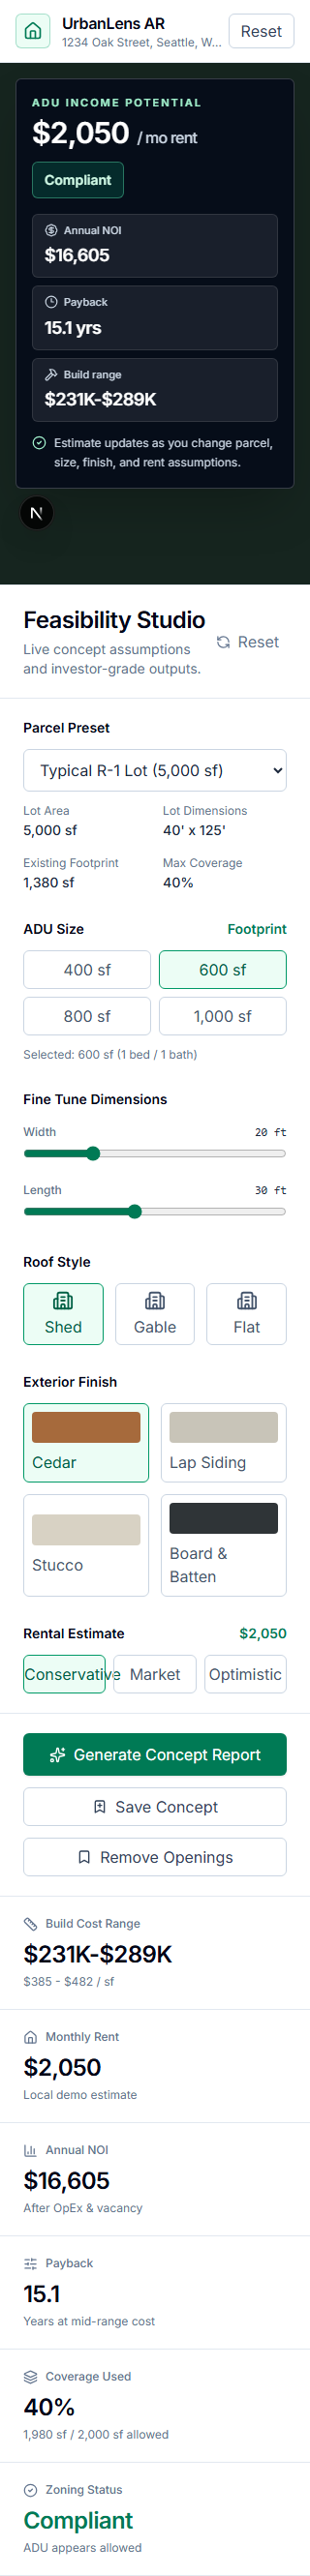 UrbanLens AR
1234 Oak Street, Seattle, W...
Reset
ADU INCOME POTENTIAL
$2,050 / mo rent
Compliant
Annual NOI
$16,605
Payback
15.1 yrs
Build range
$231K-$289K
Estimate updates as you change parcel,
size, finish, and rent assumptions.
N
Feasibility Studio
Live concept assumptions
and investor-grade outputs.
Reset
Parcel Preset
Typical R-1 Lot (5,000 sf)
Lot Area
Lot Dimensions
5,000 sf
40' x 125'
Existing Footprint
Max Coverage
1,380 sf
40%
ADU Size
Footprint
400 sf
600 sf
800 sf
1,000 sf
Selected: 600 sf (1 bed / 1 bath)
Fine Tune Dimensions
Width
20 ft
Length
30 ft
Roof Style
Shed
Gable
Flat
Exterior Finish
Cedar
Lap Siding
Stucco
Board &
Batten
Rental Estimate
$2,050
Conservative
Market
Optimistic
Generate Concept Report
Save Concept
Remove Openings
Build Cost Range
$231K-$289K
$385 - $482 / sf
Monthly Rent
$2,050
Local demo estimate
Annual NOI
$16,605
After OpEx & vacancy
Payback
15.1
Years at mid-range cost
Coverage Used
40%
1,980 sf / 2,000 sf allowed
Zoning Status
Compliant
ADU appears allowed